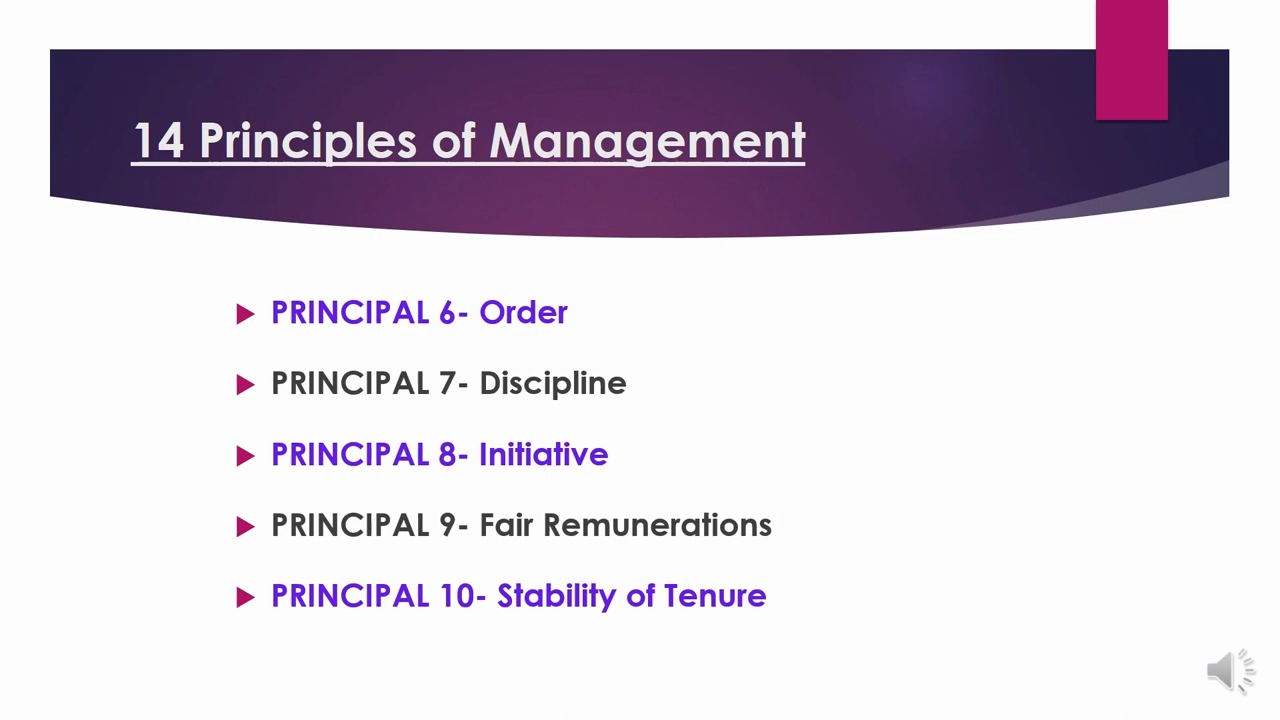 14 Principles of Management
PRINCIPAL 6- Order
PRINCIPAL 7- Discipline
PRINCIPAL 8- Initiative
PRINCIPAL 9- Fair Remunerations
PRINCIPAL 10- Stability of Tenure